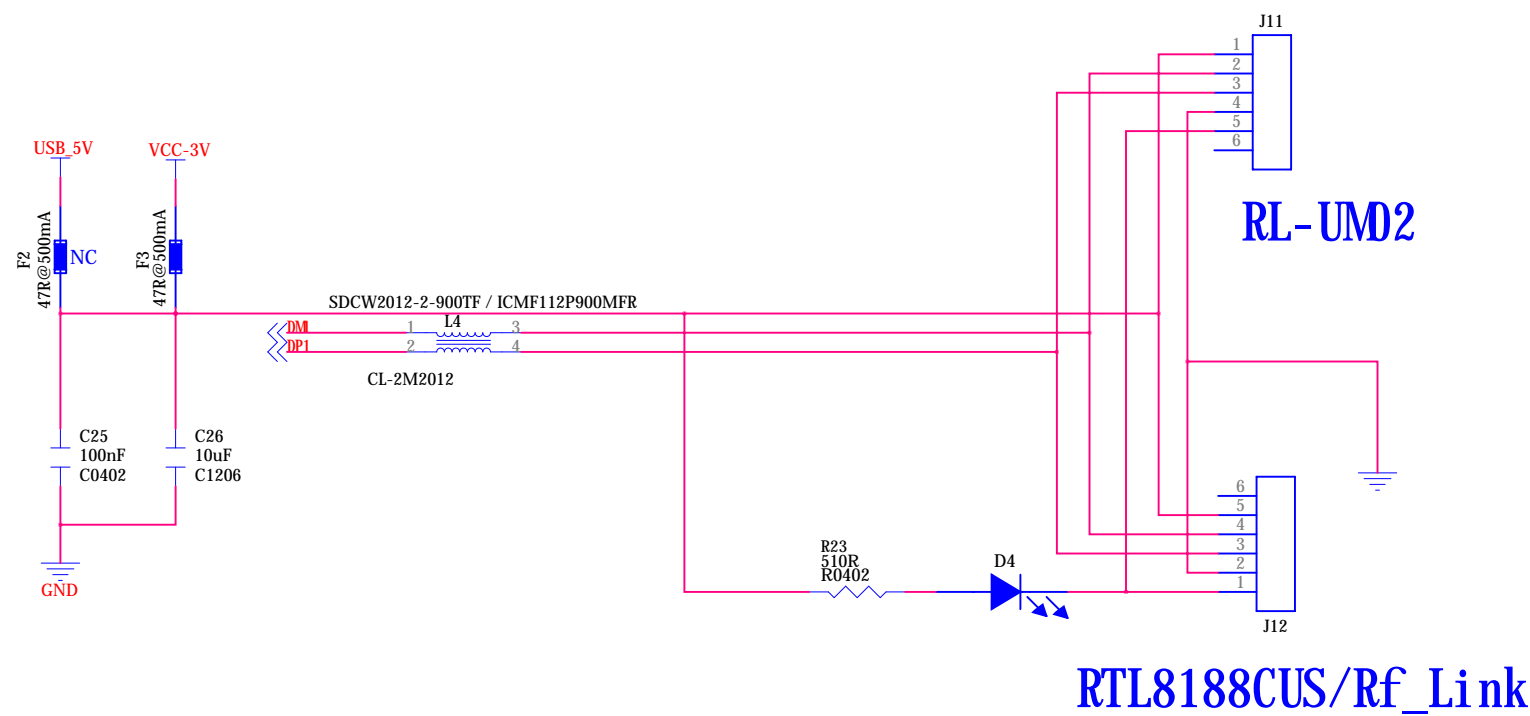 J11
1
2
3
4
5
6
RL-UM02
USB_5V
VCC-3V
F2
47R@500mA
NC
F3
47R@500mA
SDCW2012-2-900TF / ICMF112P900MFR
L4
DM1
1
3
DP1
2
4
CL-2M2012
C25
100nF
C0402
C26
10uF
C1206
GND
R23
510R
R0402
D4
6
5
4
3
2
1
J12
RTL8188CUS/Rf_Link